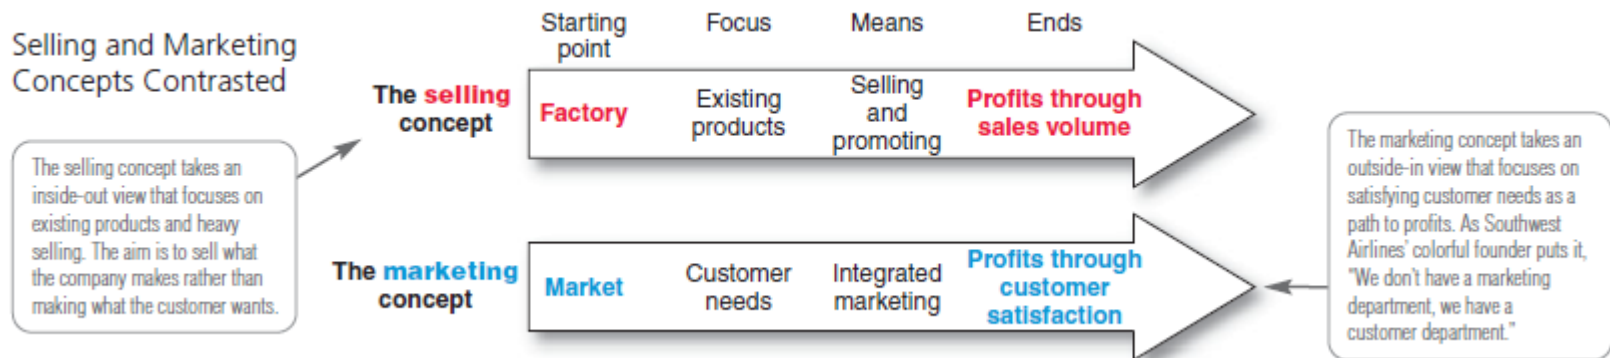 Selling and Marketing
Concepts Contrasted
Starting
point
Focus
Means
Ends
The selling
concept
Factory
Existing
products
Selling
and
promoting
Profits through
sales volume
The selling concept takes an
inside-out view that focuses on
existing products and heavy
selling. The aim is to sell what
the company makes rather than
making what the customer wants.
The marketing
concept
Market
Customer
needs
Integrated
marketing
Profits through
customer
satisfaction
The marketing concept takes an
outside-in view that focuses on
satisfying customer needs as a
path to profits. As Southwest
Airlines’ colorful founder puts it,
“We don’t have a marketing
department, we have a
customer department.”